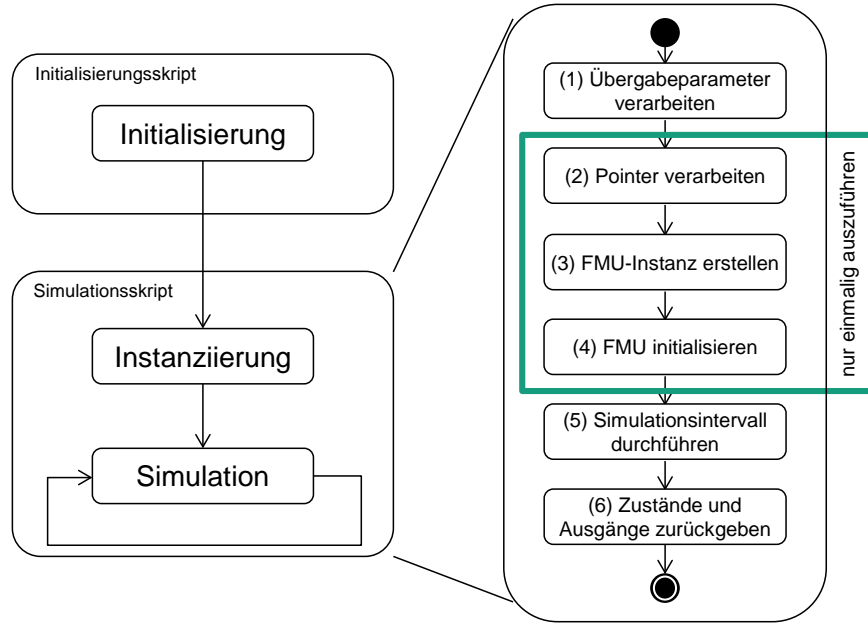 Initialisierungsskript
Initialisierung
Simulationsskript
Instanziierung
Simulation
(1) Übergabeparameter
verarbeiten
(2) Pointer verarbeiten
(3) FMU-Instanz erstellen
(4) FMU initialisieren
(5) Simulationsintervall
durchführen
(6) Zustände und
Ausgänge zurückgeben
nur einmalig auszuführen